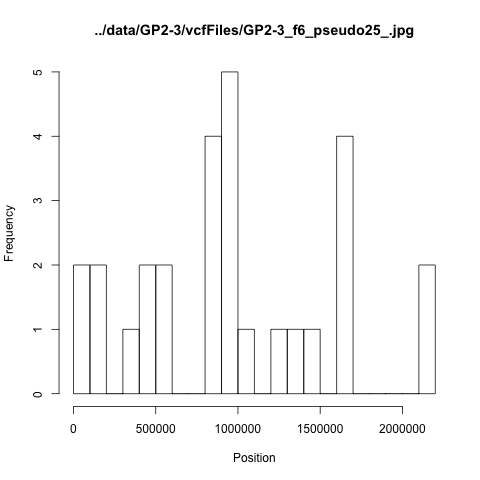 ../data/GP2-3/vcfFiles/GP2-3_f6_pseudo25_.jpg
Frequency
5
4
3
2
1
0
0 500000 1000000 1500000 2000000
Position